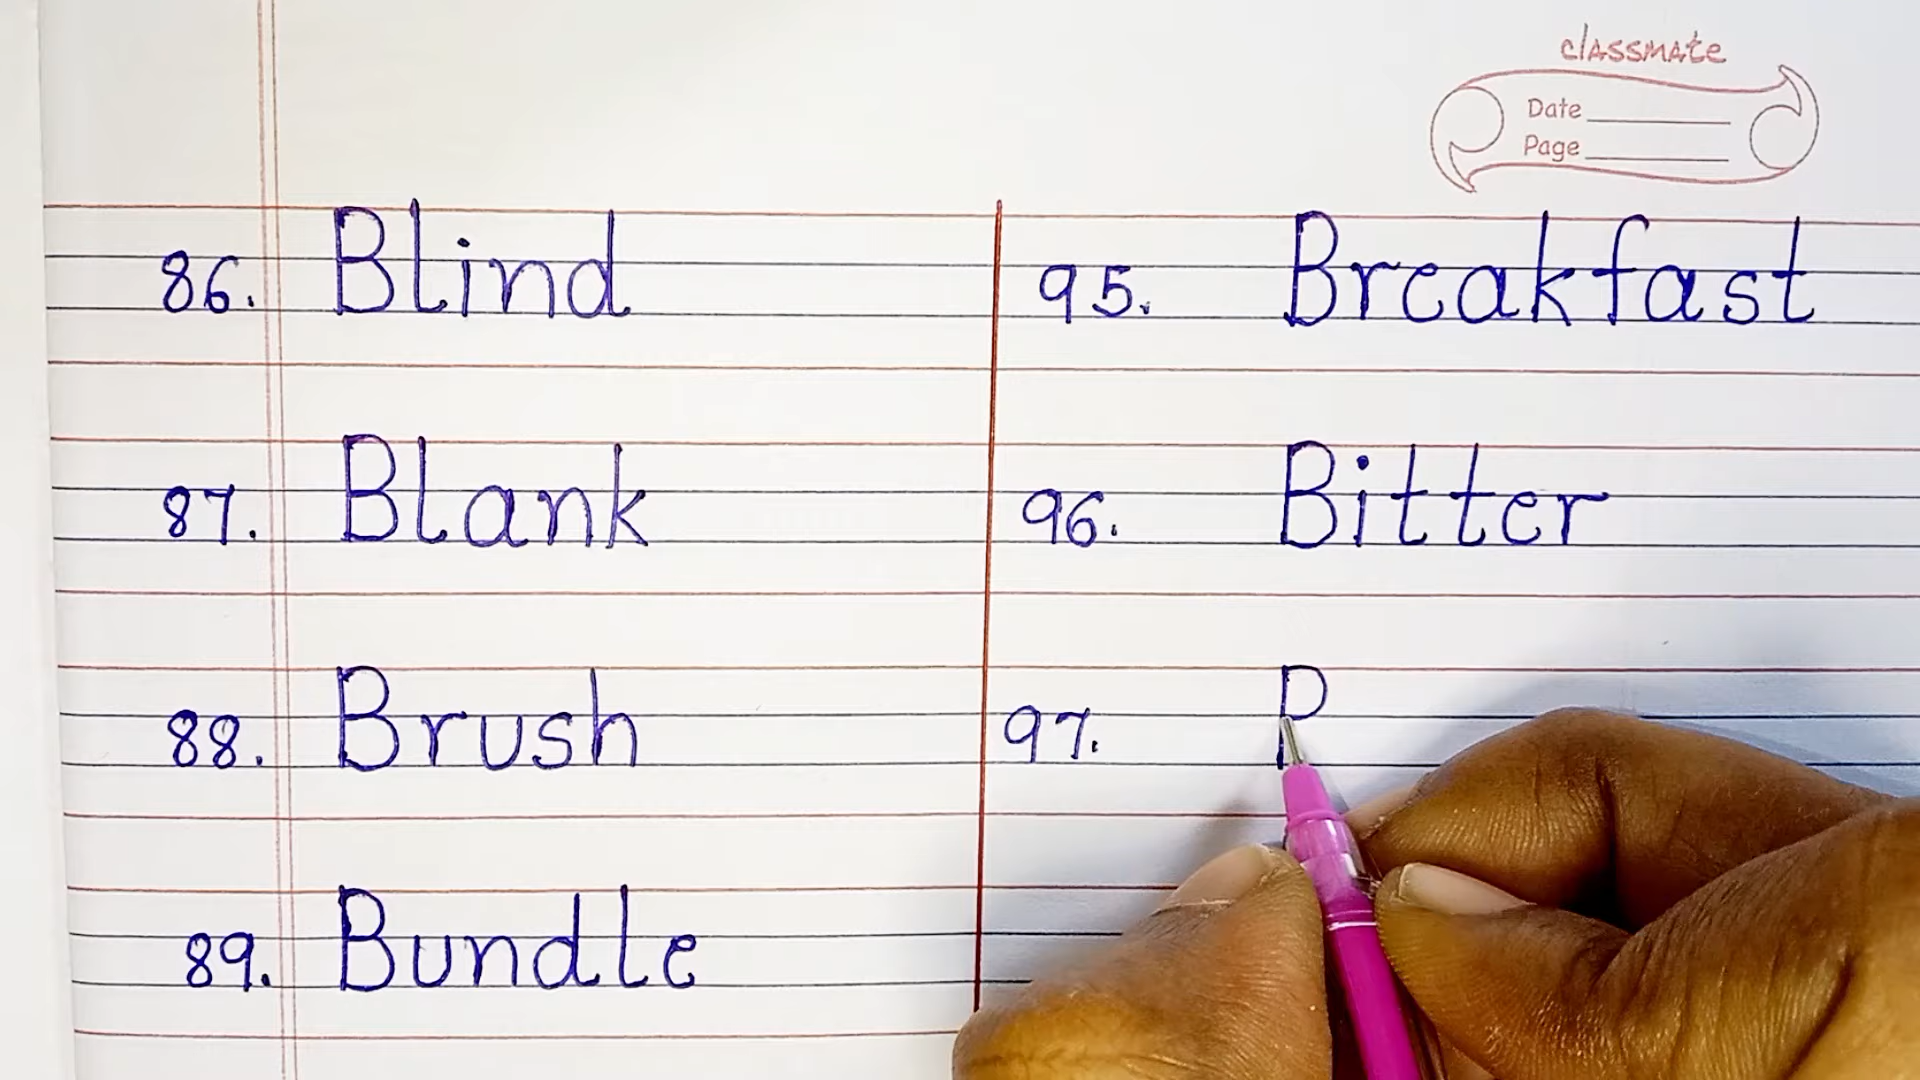 classmate
Date
Page
86. Blind
87. Blank
88. Brush
89. Bundle
95. Breakfast
96. Bitter
97.